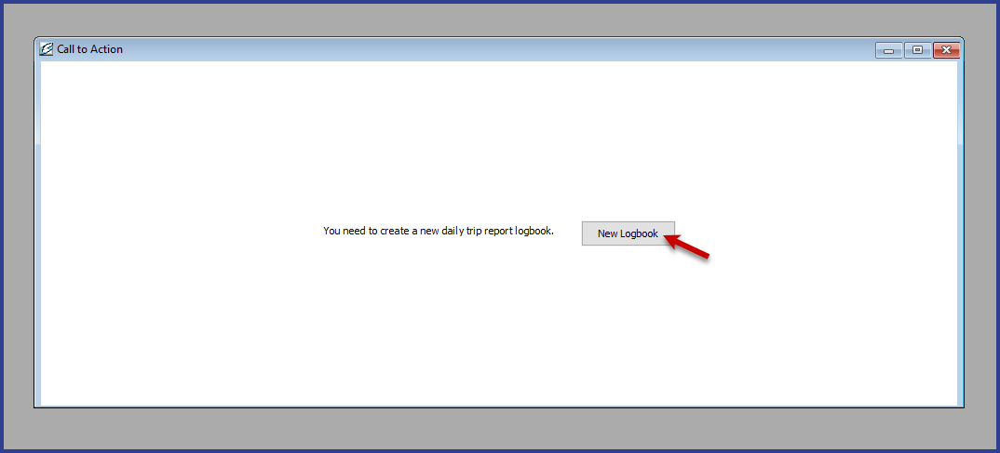 Call to Action
You need to create a new daily trip report logbook.
New Logbook